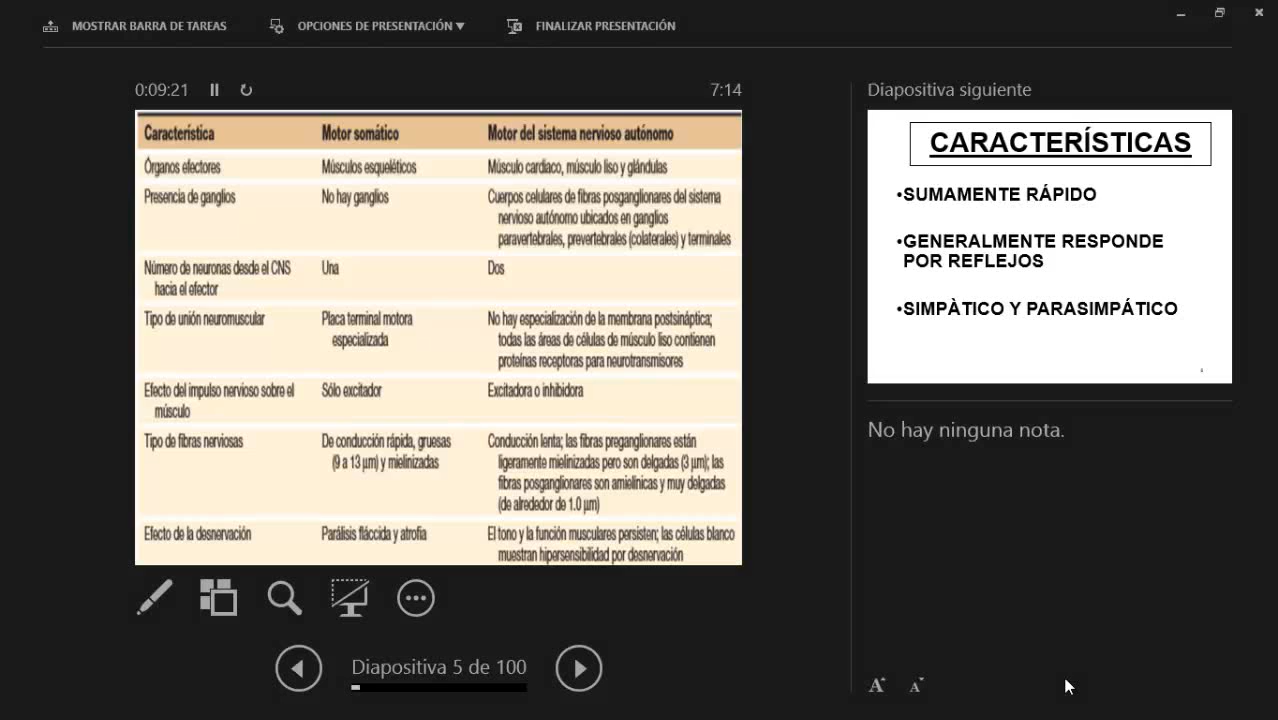 MOSTRAR BARRA DE TAREAS
OPCIONES DE PRESENTACIÓN
FINALIZAR PRESENTACIÓN
0:09:21
7:14
Característica
Motor somático
Motor del sistema nervioso autónomo
Órganos efectores
Músculos esqueléticos
Músculo cardiaco, músculo liso y glándulas
Presencia de ganglios
No hay ganglios
Cuerpos celulares de fibras posganglionares del sistema
nervioso autónomo ubicados en ganglios
paravertebrales, prevertebrales (colaterales) y terminales
Número de neuronas desde el CNS
hacia el efector
Una
Dos
Tipo de unión neuromuscular
Placa terminal motora
especializada
No hay especialización de la membrana postsináptica;
todas las áreas de células de músculo liso contienen
proteínas receptoras para neurotransmisores
Efecto del impulso nervioso sobre el
músculo
Sólo excitador
Excitadora o inhibidora
Tipo de fibras nerviosas
De conducción rápida, gruesas
(9 a 13 µm) y mielinizadas
Conducción lenta; las fibras preganglionares están
ligeramente mielinizadas pero son delgadas (3 µm); las
fibras posganglionares son amielínicas y muy delgadas
(de alrededor de 1.0 µm)
Efecto de la desnervación
Parálisis fláccida y atrofia
El tono y la función musculares persisten; las células blanco
muestran hipersensibilidad por desnervación
Diapositiva 5 de 100
Diapositiva siguiente
CARACTERÍSTICAS
•SUMAMENTE RÁPIDO
•GENERALMENTE RESPONDE
POR REFLEJOS
•SIMPÀTICO Y PARASIMPÁTICO
No hay ninguna nota.
A A